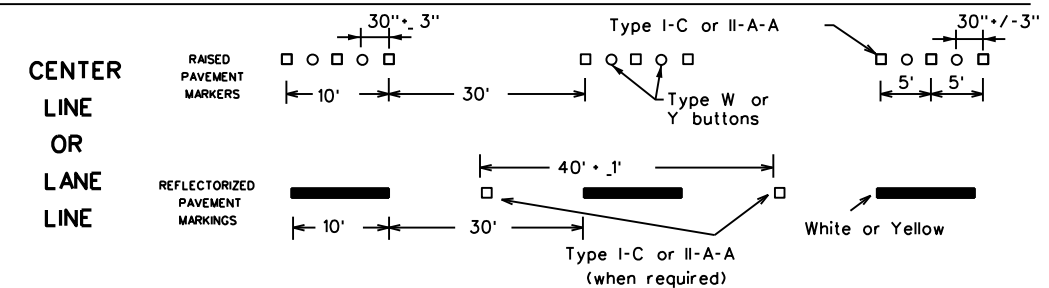 30"+_ 3"
Type I-C or II-A-A
30"+/-3"
CENTER
LINE
OR
LANE
LINE
RAISED
PAVEMENT
MARKERS
10'
30'
Type W or
Y buttons
5'
5'
40' + _1'
REFLECTORIZED
PAVEMENT
MARKINGS
10'
30'
Type I-C or II-A-A
(when required)
White or Yellow